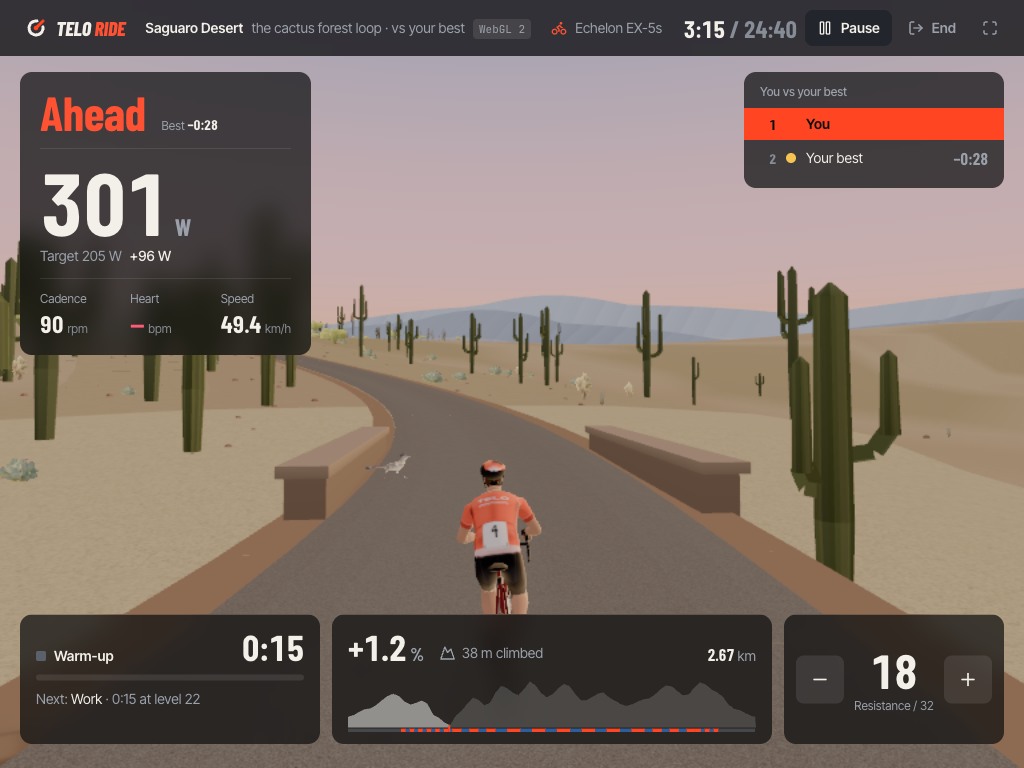 TELO RIDE Saguaro Desert the cactus forest loop · vs your best WebGL 2 Echelon EX-5s 3:15 / 24:40 Pause End
Ahead Best −0:28
301 W
Target 205 W +96 W
Cadence Heart Speed
90 rpm — bpm 49.4 km/h
You vs your best
1 You
2 Your best −0:28
TELO
4
Warm-up 0:15
Next: Work · 0:15 at level 22
+1.2 % 38 m climbed 2.67 km
− 18 +
Resistance / 32